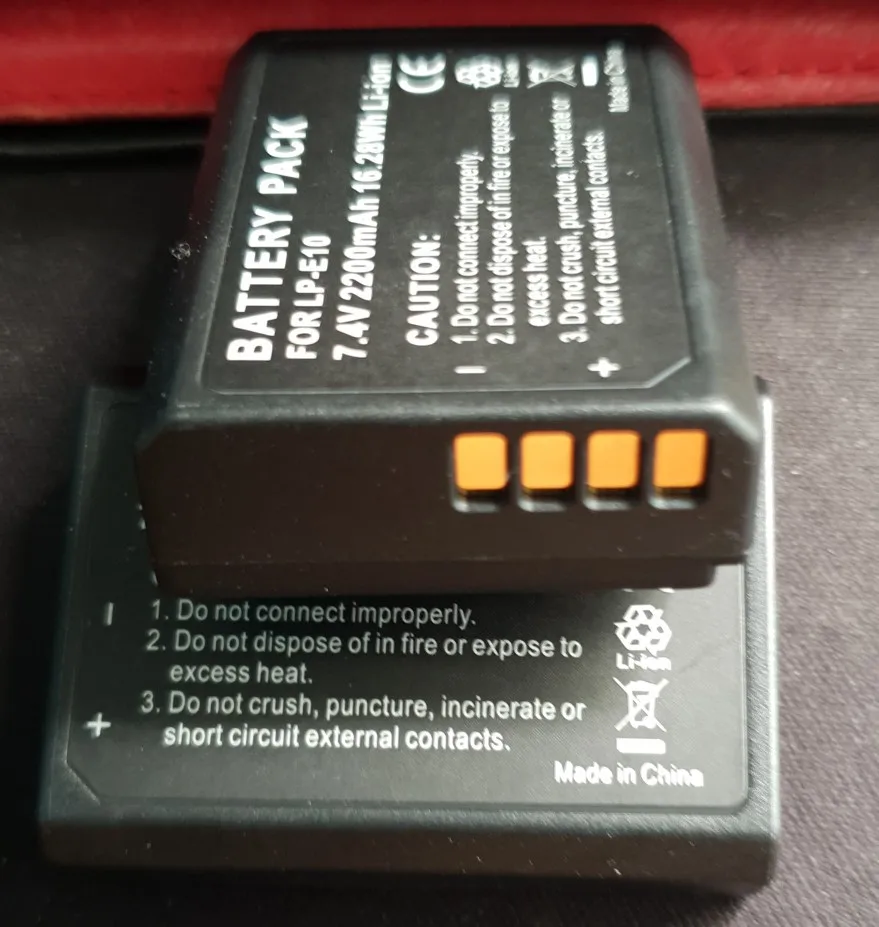 BATTERY PACK
FOR LP-E10
7.4V 2200mAh 16.28Wh Li-ion
CE
CAUTION:
1. Do not connect improperly.
2. Do not dispose of in fire or expose to
excess heat.
3. Do not crush, puncture, incinerate or
short circuit external contacts.
Li-ion
Made in China
–
+
1. Do not connect improperly.
2. Do not dispose of in fire or expose to
excess heat.
3. Do not crush, puncture, incinerate or
short circuit external contacts.
Li-ion
Made in China
–
+